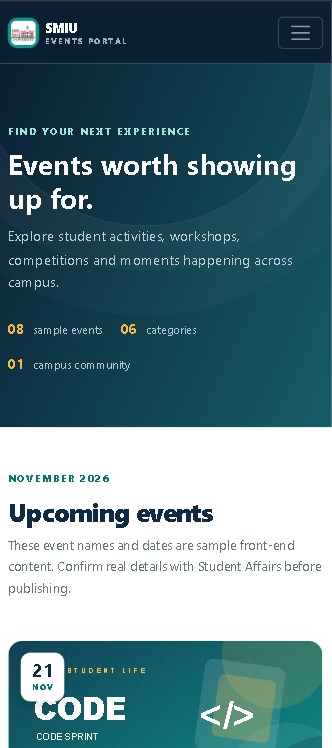 SMIU
EVENTS PORTAL
FIND YOUR NEXT EXPERIENCE
Events worth showing
up for.
Explore student activities, workshops,
competitions and moments happening across
campus.
08 sample events 06 categories
01 campus community
NOVEMBER 2026
Upcoming events
These event names and dates are sample front-end
content. Confirm real details with Student Affairs before
publishing.
21
NOV
STUDENT LIFE
CODE
</>
CODE SPRINT